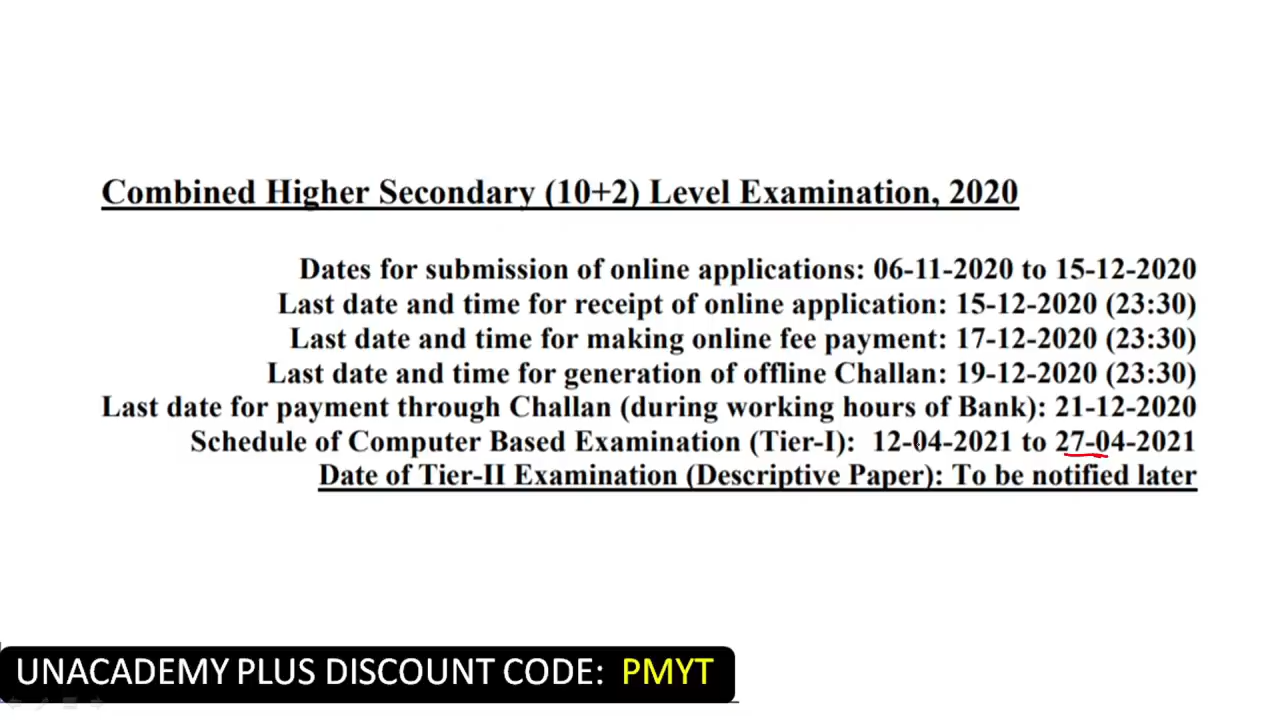 Combined Higher Secondary (10+2) Level Examination, 2020
Dates for submission of online applications: 06-11-2020 to 15-12-2020
Last date and time for receipt of online application: 15-12-2020 (23:30)
Last date and time for making online fee payment: 17-12-2020 (23:30)
Last date and time for generation of offline Challan: 19-12-2020 (23:30)
Last date for payment through Challan (during working hours of Bank): 21-12-2020
Schedule of Computer Based Examination (Tier-I): 12-04-2021 to 27-04-2021
Date of Tier-II Examination (Descriptive Paper): To be notified later
UNACADEMY PLUS DISCOUNT CODE: PMYT